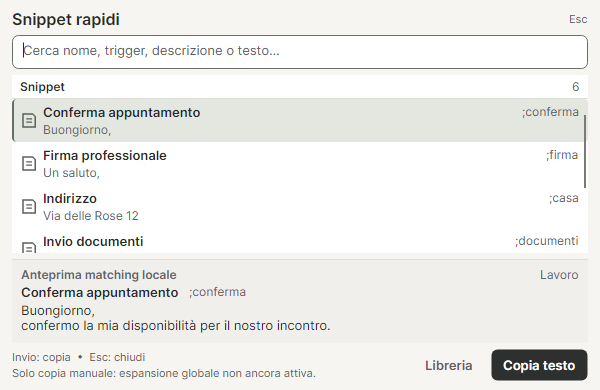 Snippet rapidi Esc
Cerca nome, trigger, descrizione o testo...
Snippet 6
Conferma appuntamento ;conferma
Buongiorno,
Firma professionale ;firma
Un saluto,
Indirizzo ;casa
Via delle Rose 12
Invio documenti ;documenti
Anteprima matching locale Lavoro
Conferma appuntamento ;conferma
Buongiorno,
confermo la mia disponibilità per il nostro incontro.
Invio: copia • Esc: chiudi
Solo copia manuale: espansione globale non ancora attiva.
Libreria Copia testo